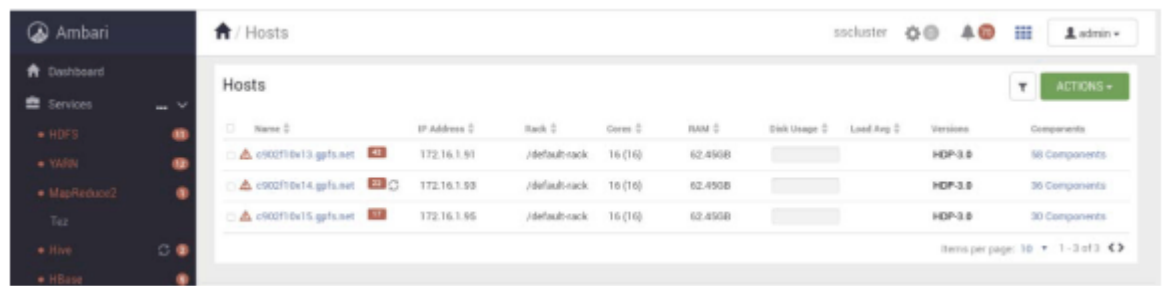 Ambari
/ Hosts
sscluster
admin
Dashboard
Services
HDFS
YARN
MapReduce2
Tez
Hive
HBase
Hosts
ACTIONS
Name IP Address Rack Cores RAM Disk Usage Load Avg Versions Components
c902f10x13.gpfs.net 172.16.1.91 /default-rack 16 (16) 62.45GB HDP-3.0 58 Components
c902f10x14.gpfs.net 172.16.1.93 /default-rack 16 (16) 62.45GB HDP-3.0 36 Components
c902f10x15.gpfs.net 172.16.1.95 /default-rack 16 (16) 62.45GB HDP-3.0 30 Components
Items per page: 10 1 - 3 of 3